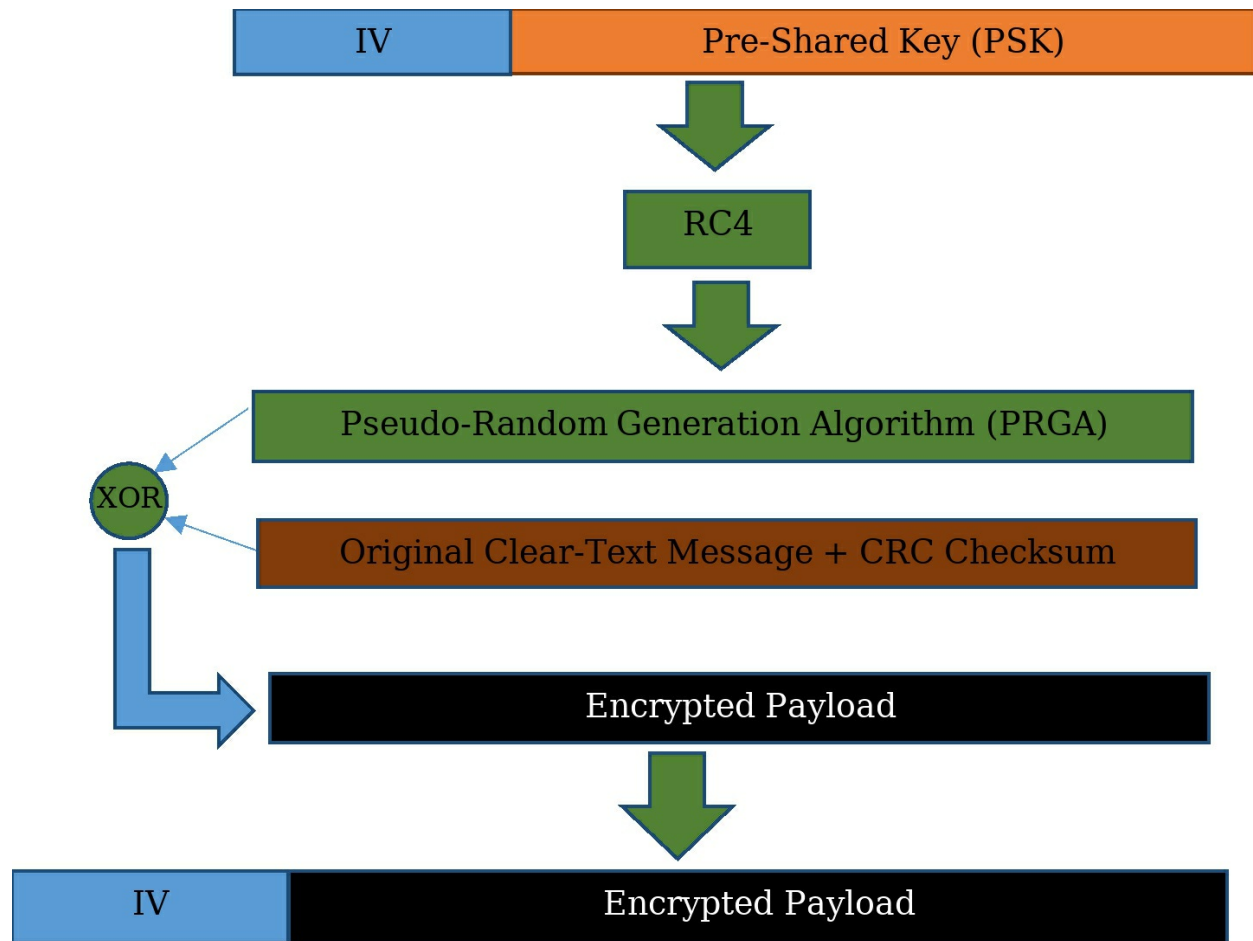 IV
Pre-Shared Key (PSK)
RC4
Pseudo-Random Generation Algorithm (PRGA)
XOR
Original Clear-Text Message + CRC Checksum
Encrypted Payload
IV
Encrypted Payload